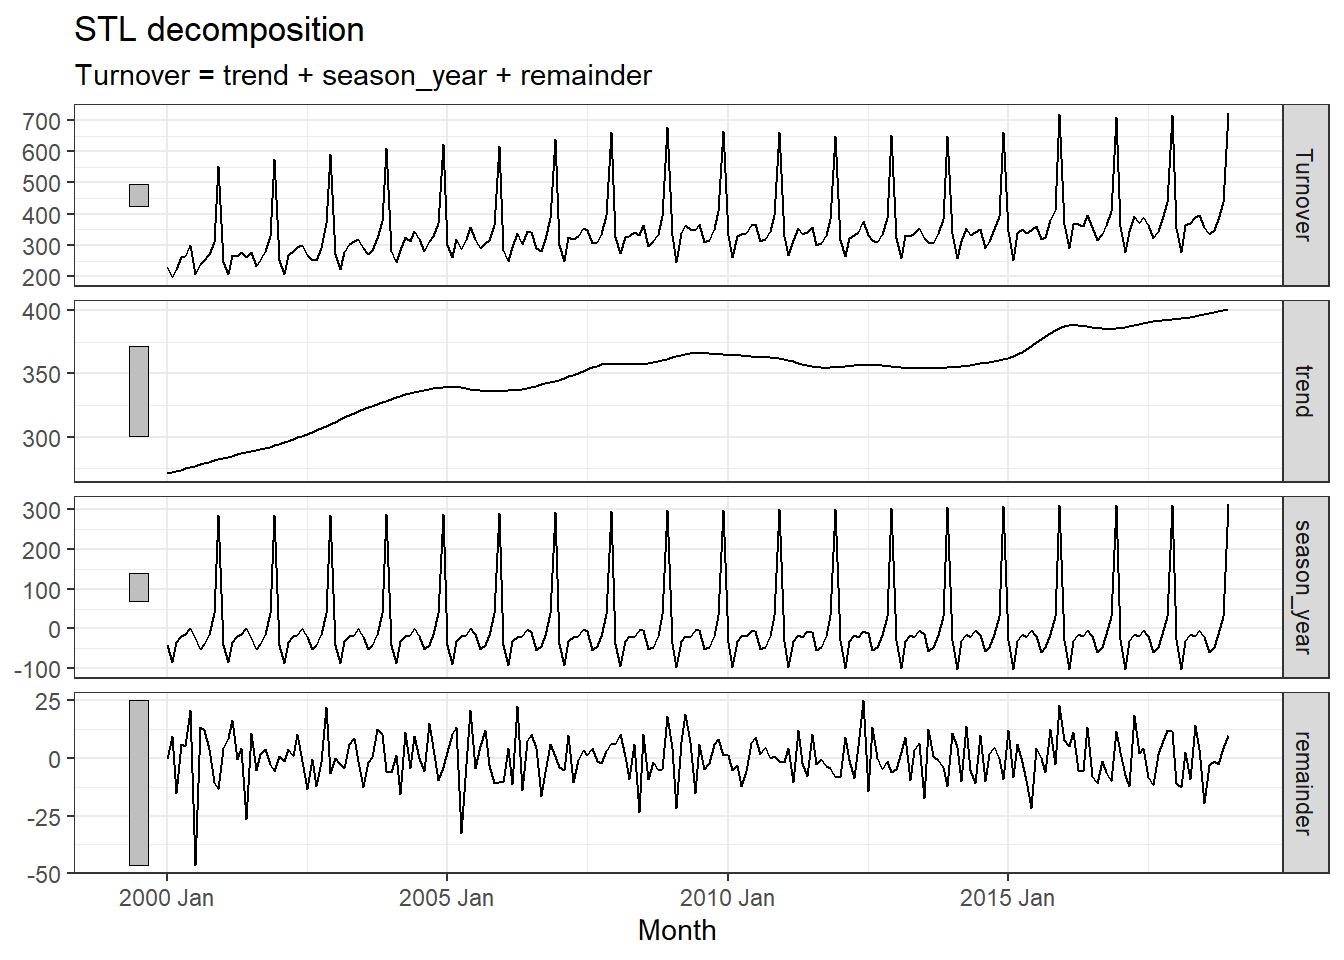 STL decomposition
Turnover = trend + season_year + remainder
700
600
500
400
300
200
Turnover
400
350
300
trend
300
200
100
0
-100
season_year
25
0
-25
-50
remainder
2000 Jan
2005 Jan
2010 Jan
2015 Jan
Month